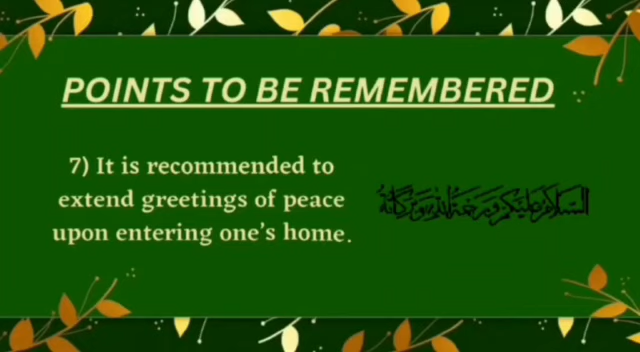 POINTS TO BE REMEMBERED
7) It is recommended to
extend greetings of peace
upon entering one's home.
السلام عليكم ورحمة الله وبركاته